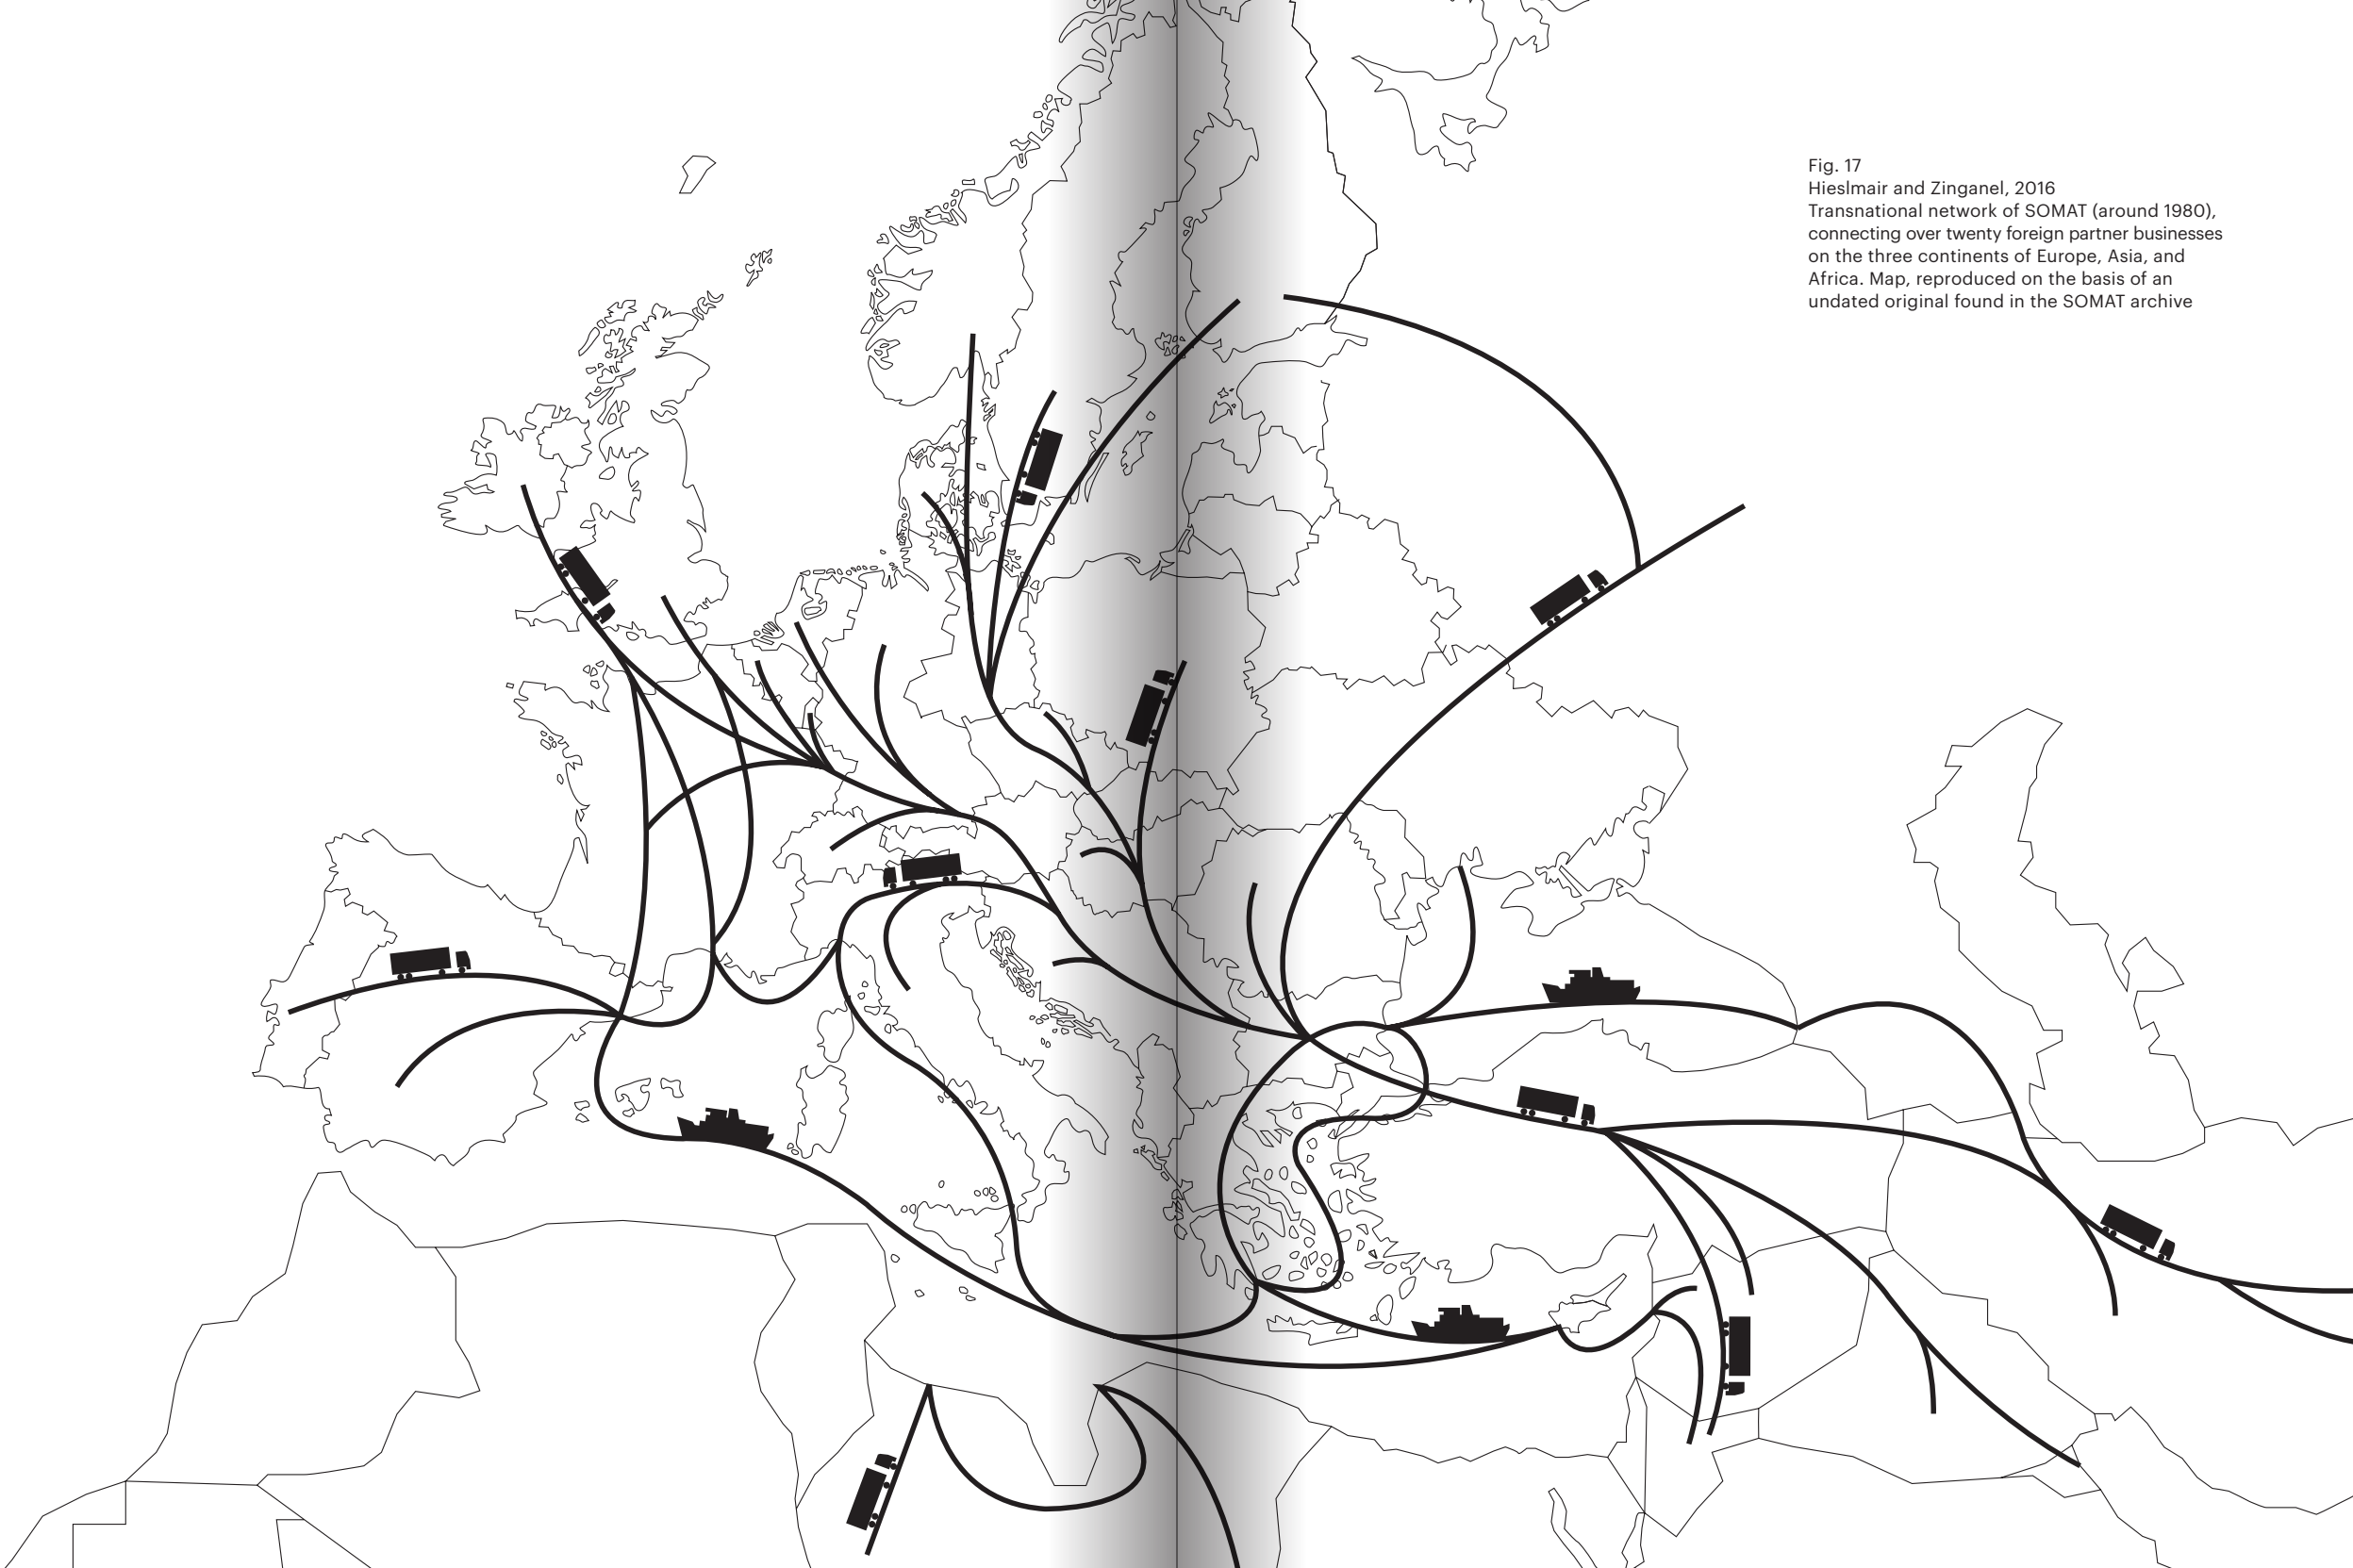 Fig. 17
Hieslmair and Zinganel, 2016
Transnational network of SOMAT (around 1980),
connecting over twenty foreign partner businesses
on the three continents of Europe, Asia, and
Africa. Map, reproduced on the basis of an
undated original found in the SOMAT archive